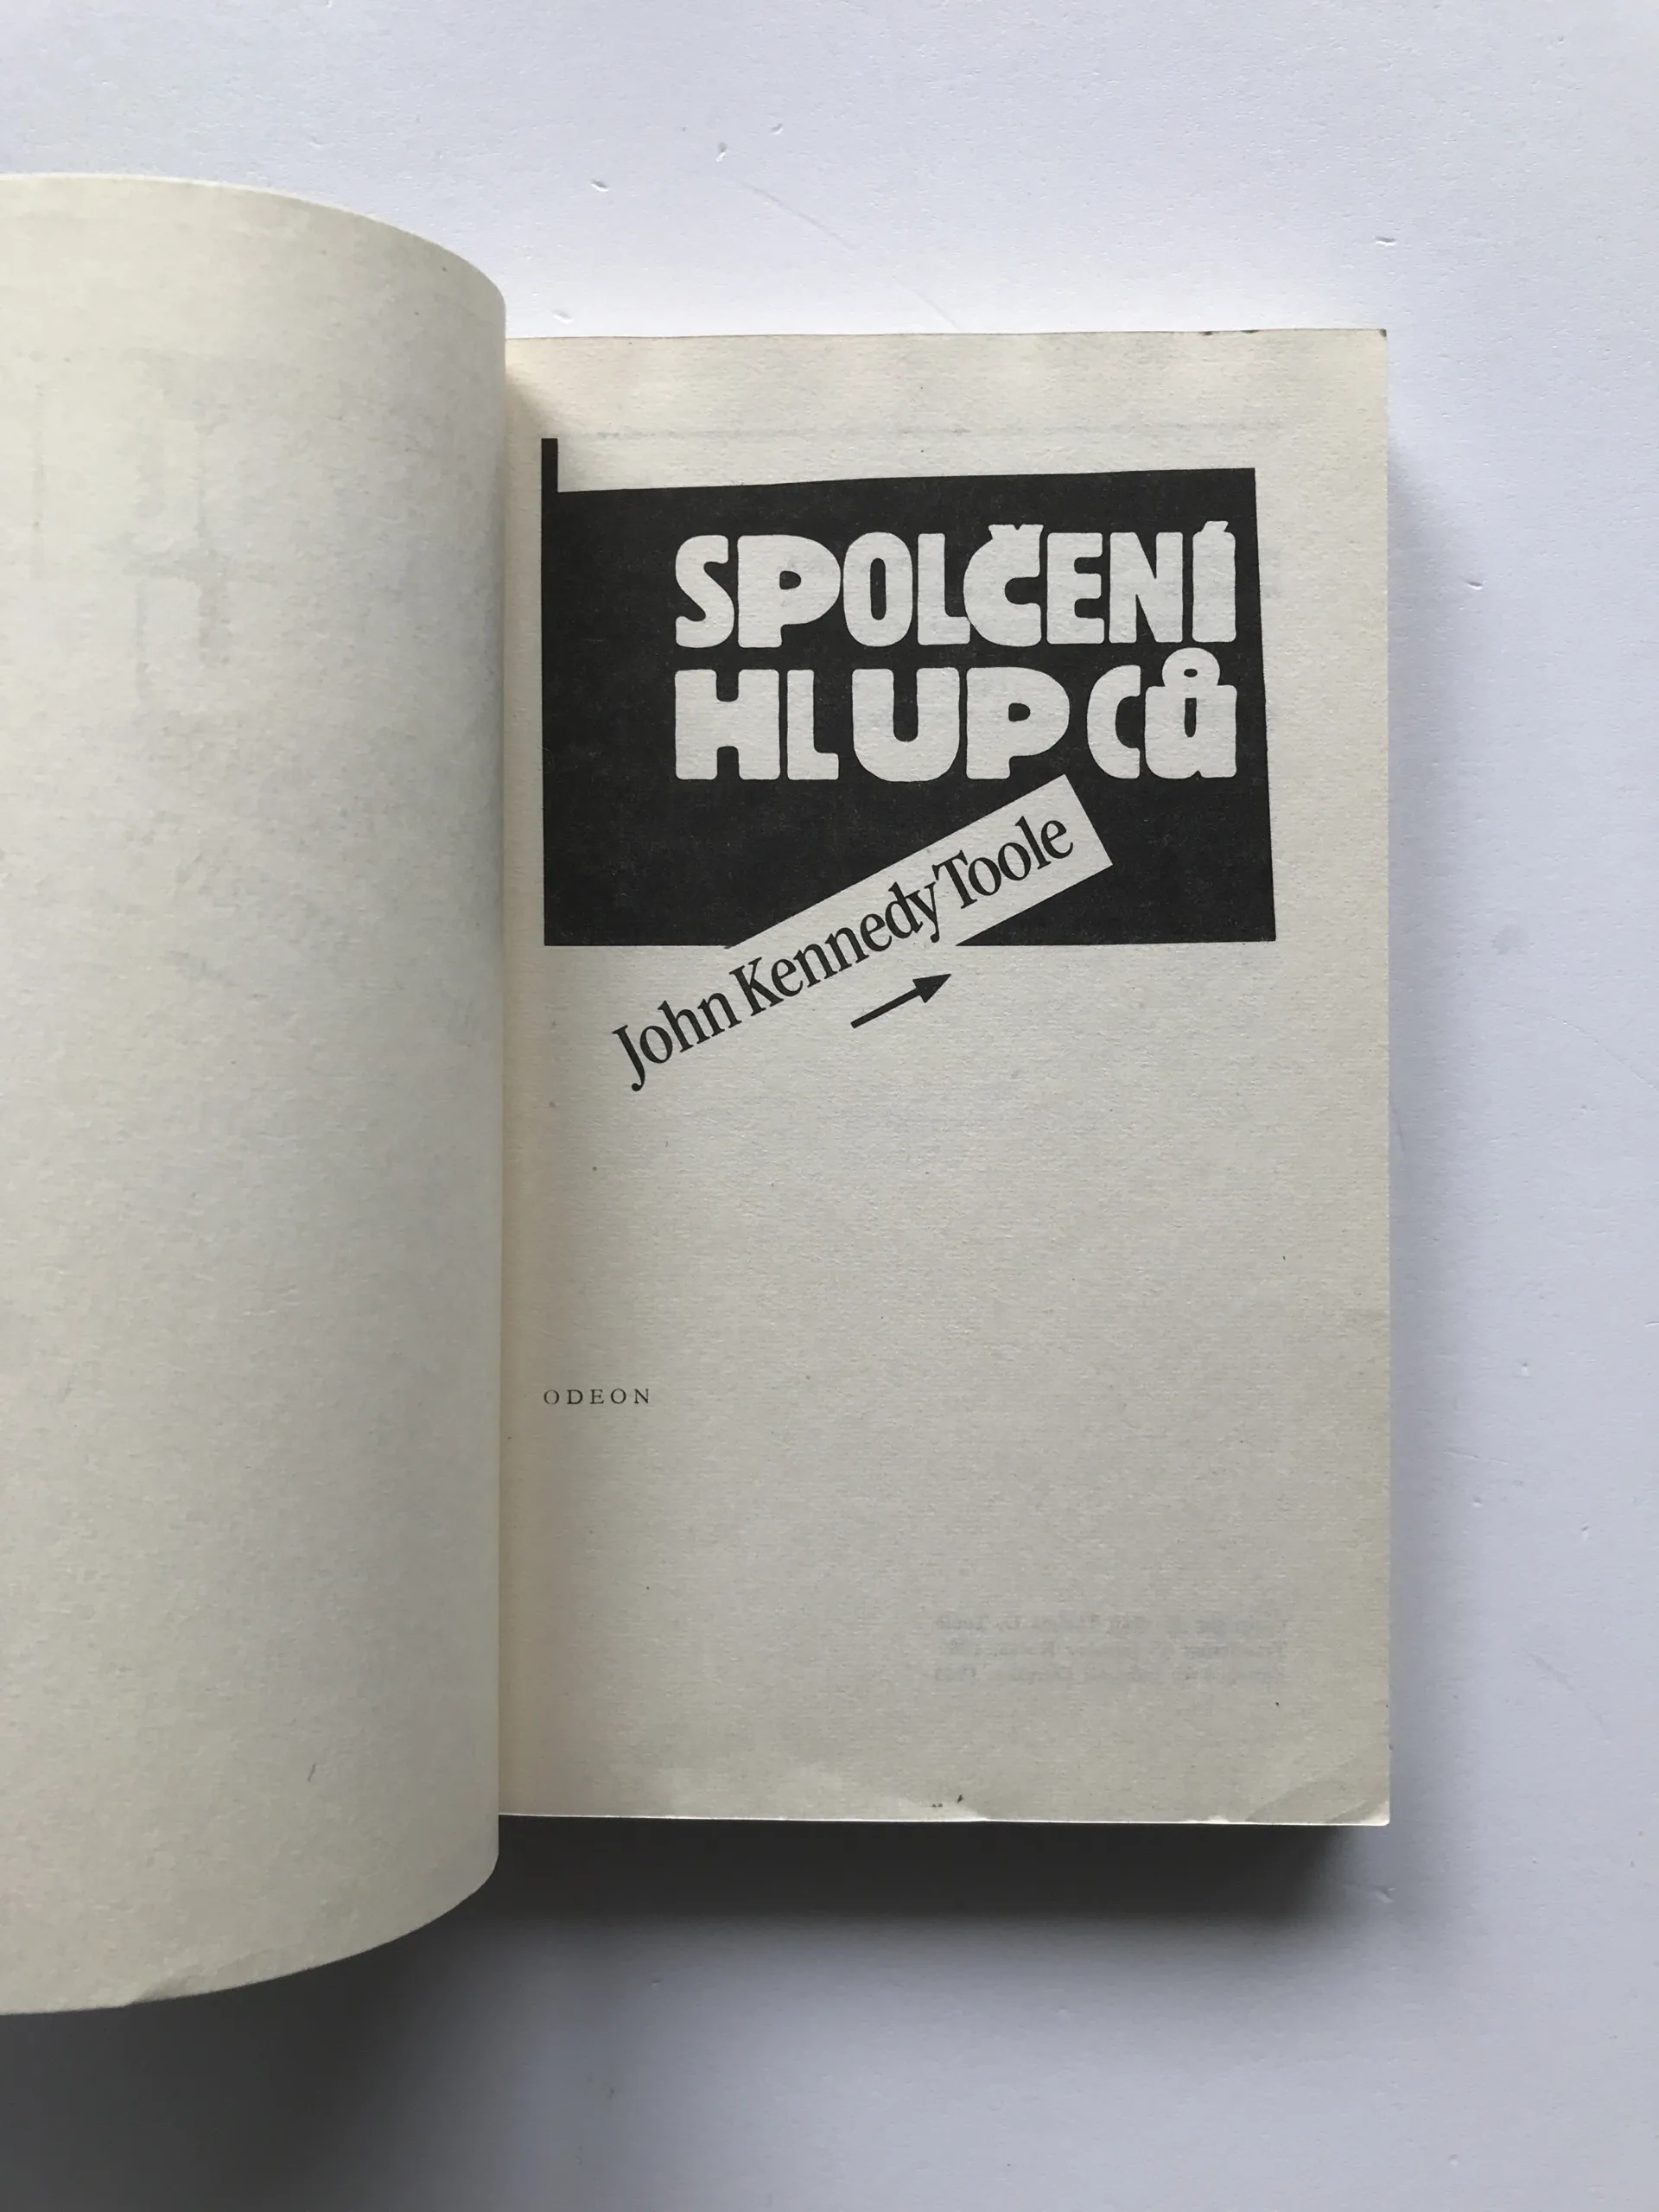 SPOLČENÍ
HLUPCŮ
John Kennedy Toole
ODEON